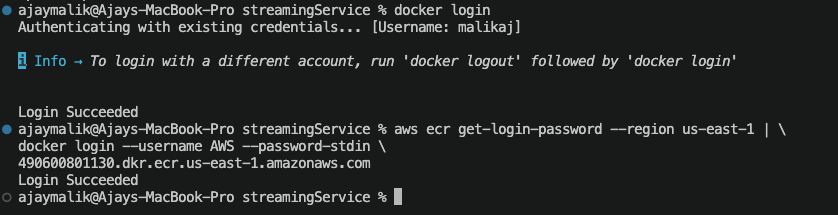 ajaymalik@Ajays-MacBook-Pro streamingService % docker login
Authenticating with existing credentials... [Username: malikaj]
i Info → To login with a different account, run 'docker logout' followed by 'docker login'
Login Succeeded
ajaymalik@Ajays-MacBook-Pro streamingService % aws ecr get-login-password --region us-east-1 | \
docker login --username AWS --password-stdin \
490600801130.dkr.ecr.us-east-1.amazonaws.com
Login Succeeded
ajaymalik@Ajays-MacBook-Pro streamingService %